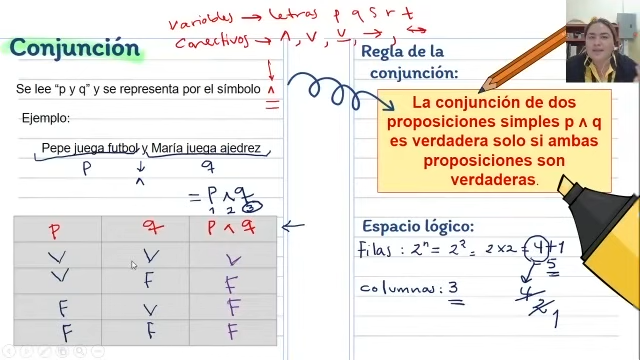 variables → letras p q s r t
conectivos → ∧, ∨, ⊻, →, ↔
Conjunción
Se lee “p y q” y se representa por el símbolo ∧
Ejemplo:
Pepe juega futbol y María juega ajedrez
p ↓ q
∧
= p ∧ q
1 2 3
p q p ∧ q
V V V
V F F
F V F
F F F
Regla de la
conjunción:
La conjunción de dos
proposiciones simples p ∧ q
es verdadera solo si ambas
proposiciones son
verdaderas.
Espacio lógico:
Filas : 2ⁿ = 2² = 2 x 2 = 4 + 1
= 5
columnas: 3
4
2
1